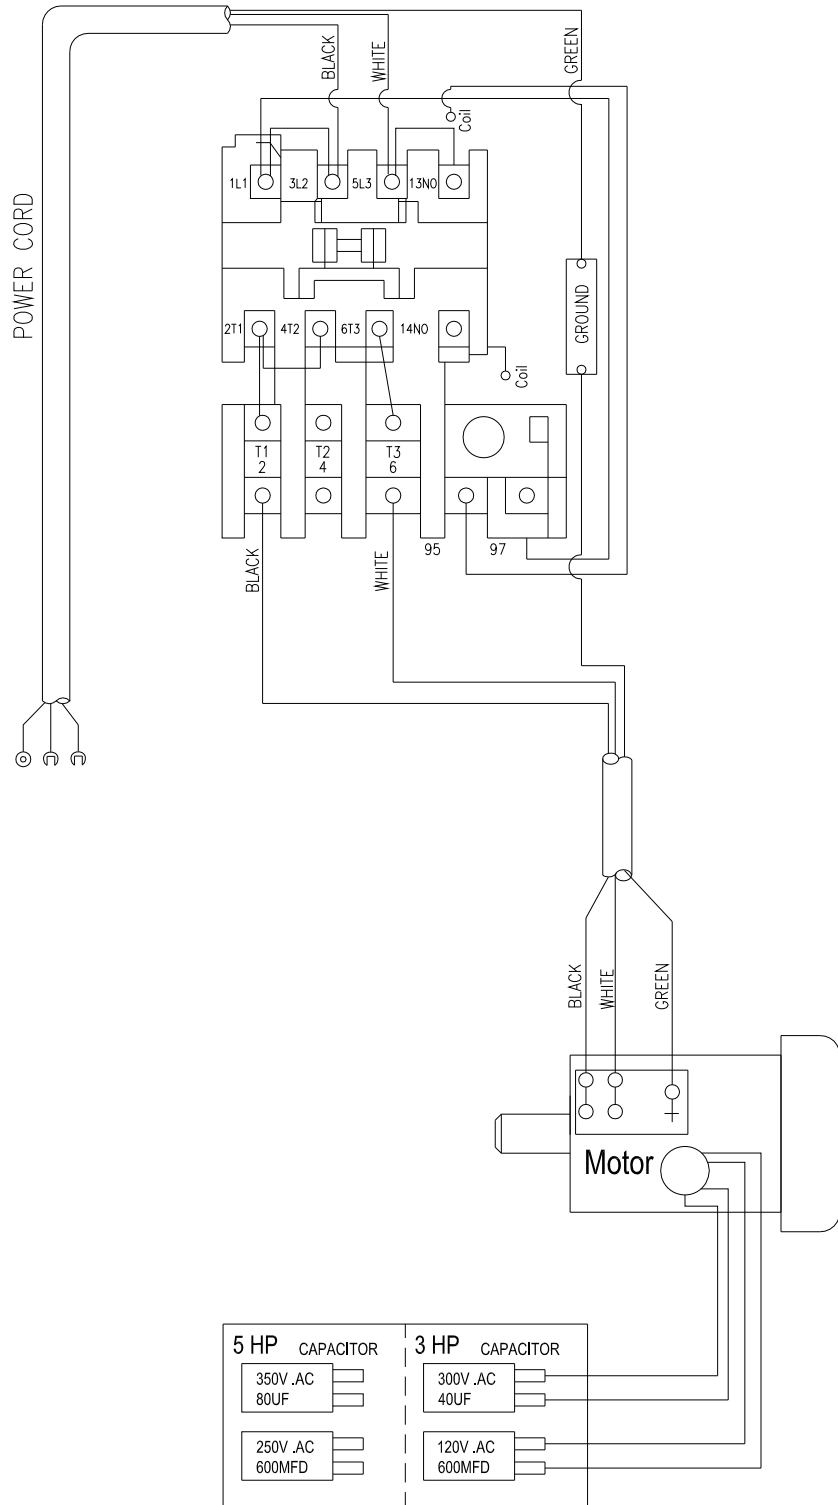 BLACK
WHITE
GREEN
Coil
1L1
3L2
5L3
13NO
POWER CORD
GROUND
2T1
4T2
6T3
14NO
Coil
T1
2
T2
4
T3
6
95
97
BLACK
WHITE
BLACK
WHITE
GREEN
Motor
5 HP CAPACITOR
350V .AC
80UF
250V .AC
600MFD
3 HP CAPACITOR
300V .AC
40UF
120V .AC
600MFD